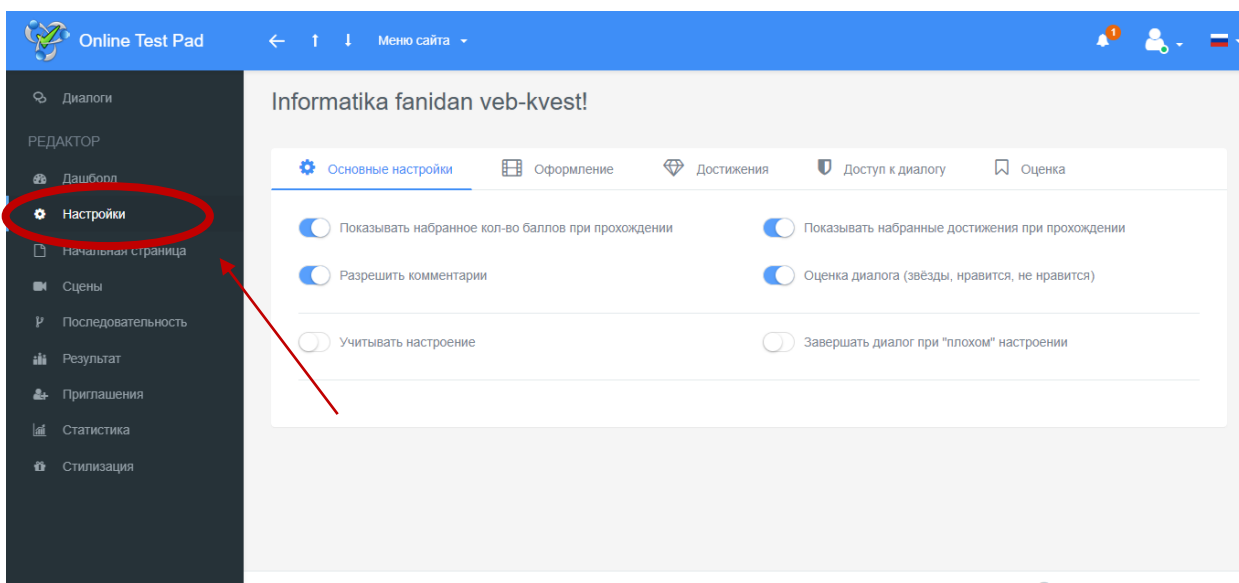 Online Test Pad
Меню сайта
1
Диалоги
РЕДАКТОР
Дашборд
Настройки
Начальная страница
Сцены
Последовательность
Результат
Приглашения
Статистика
Стилизация
Informatika fanidan veb-kvest!
Основные настройки Оформление Достижения Доступ к диалогу Оценка
Показывать набранное кол-во баллов при прохождении Показывать набранные достижения при прохождении
Разрешить комментарии Оценка диалога (звёзды, нравится, не нравится)
Учитывать настроение Завершать диалог при "плохом" настроении